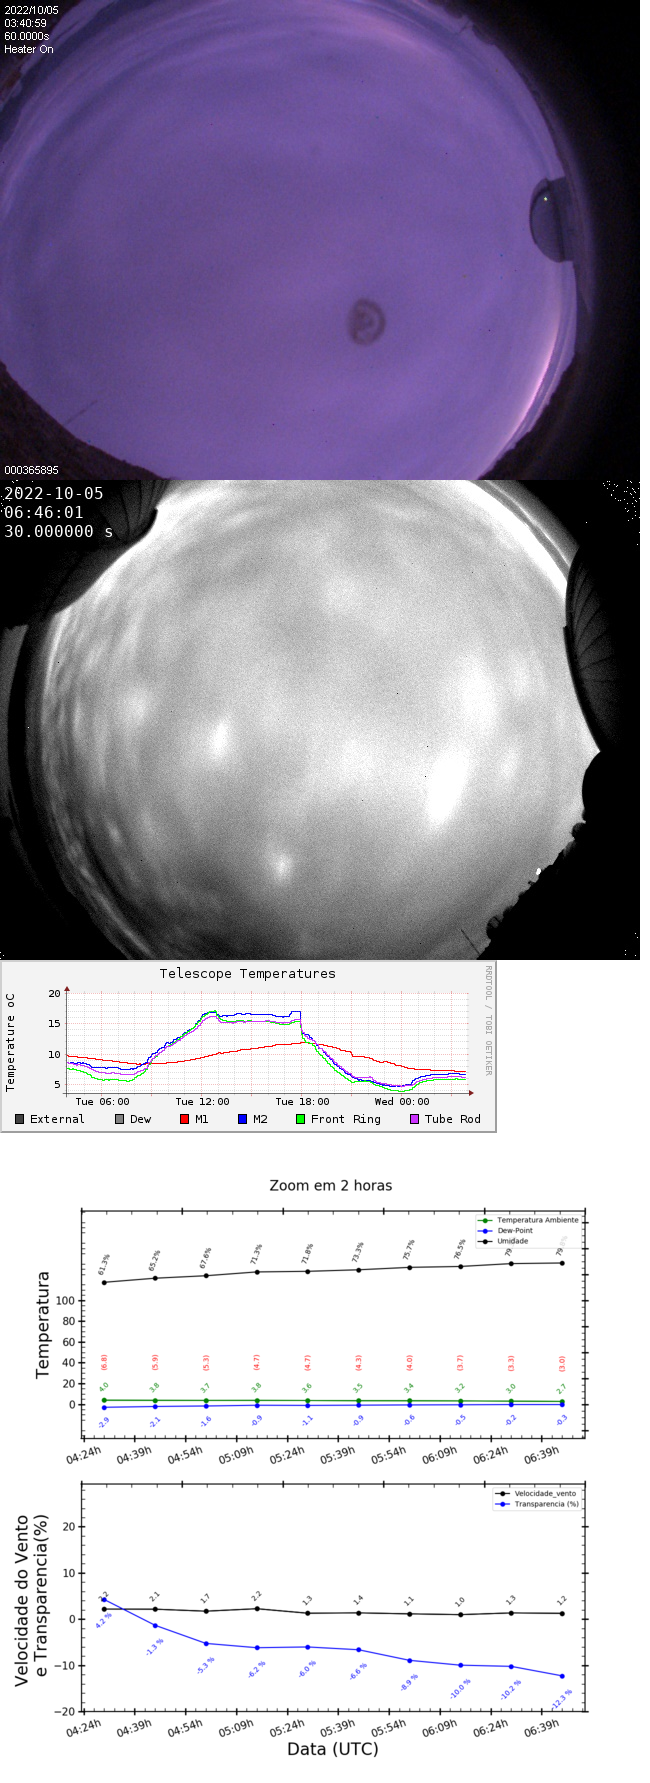 2022/10/05
03:40:59
60.0000s
Heater On
000365895
2022-10-05
06:46:01
30.000000 s
Telescope Temperatures
RRDTOOL / TOBI OETIKER
Temperature oC
20
15
10
5
Tue 06:00 Tue 12:00 Tue 18:00 Wed 00:00
External Dew M1 M2 Front Ring Tube Rod
Zoom em 2 horas
Temperatura Ambiente
Dew-Point
Umidade
61.3% 65.2% 67.6% 71.3% 71.8% 73.3% 75.7% 76.5% 79. 79.
Temperatura
100
80
60
40
20
0
(6.8) (5.9) (5.3) (4.7) (4.7) (4.3) (4.0) (3.7) (3.3) (3.0)
4.0 3.8 3.7 3.8 3.6 3.5 3.4 3.2 3.0 2.7
-2.9 -2.1 -1.6 -0.9 -1.1 -0.9 -0.6 -0.5 -0.2 -0.3
04:24h 04:39h 04:54h 05:09h 05:24h 05:39h 05:54h 06:09h 06:24h 06:39h
Velocidade_vento
Transparencia (%)
Velocidade do Vento
e Transparencia(%)
20
10
0
−10
−20
2.2 2.1 1.7 2.2 1.3 1.4 1.1 1.0 1.3 1.2
4.2 % -1.3 % -5.3 % -6.2 % -6.0 % -6.6 % -8.9 % -10.0 % -10.2 % -12.3 %
04:24h 04:39h 04:54h 05:09h 05:24h 05:39h 05:54h 06:09h 06:24h 06:39h
Data (UTC)